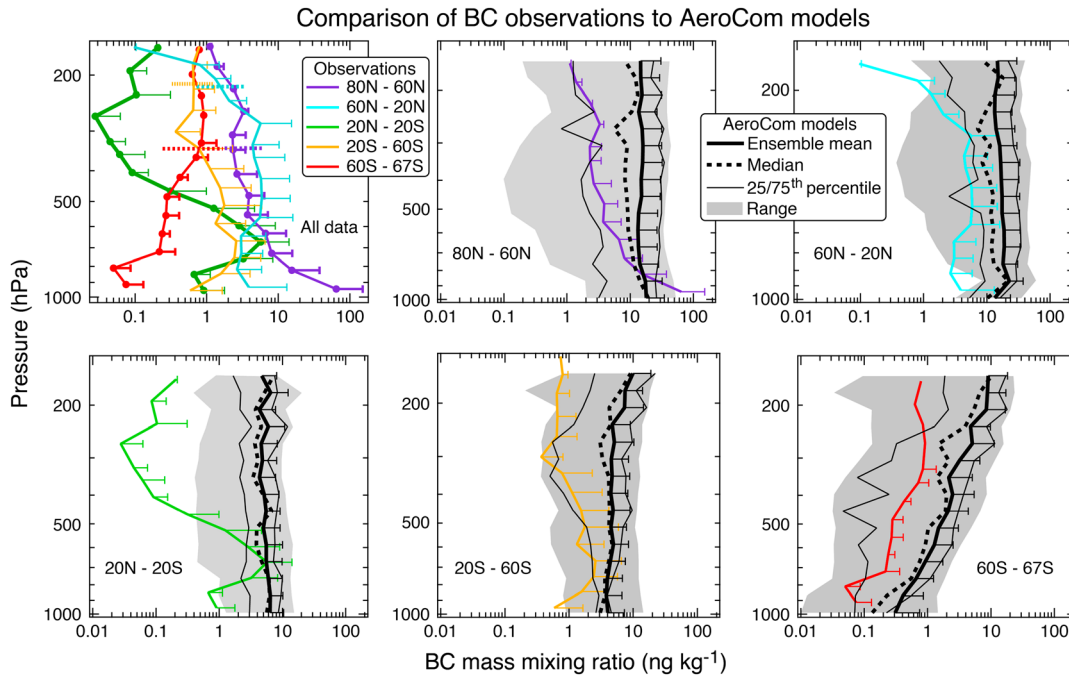 Comparison of BC observations to AeroCom models
Pressure (hPa)
200
500
1000
0.01 0.1 1 10 100
Observations
80N - 60N
60N - 20N
20N - 20S
20S - 60S
60S - 67S
All data
200
500
1000
0.01 0.1 1 10 100
80N - 60N
AeroCom models
Ensemble mean
Median
25/75th percentile
Range
200
500
1000
0.01 0.1 1 10 100
60N - 20N
200
500
1000
0.01 0.1 1 10 100
20N - 20S
200
500
1000
0.01 0.1 1 10 100
20S - 60S
200
500
1000
0.01 0.1 1 10 100
60S - 67S
BC mass mixing ratio (ng kg⁻¹)